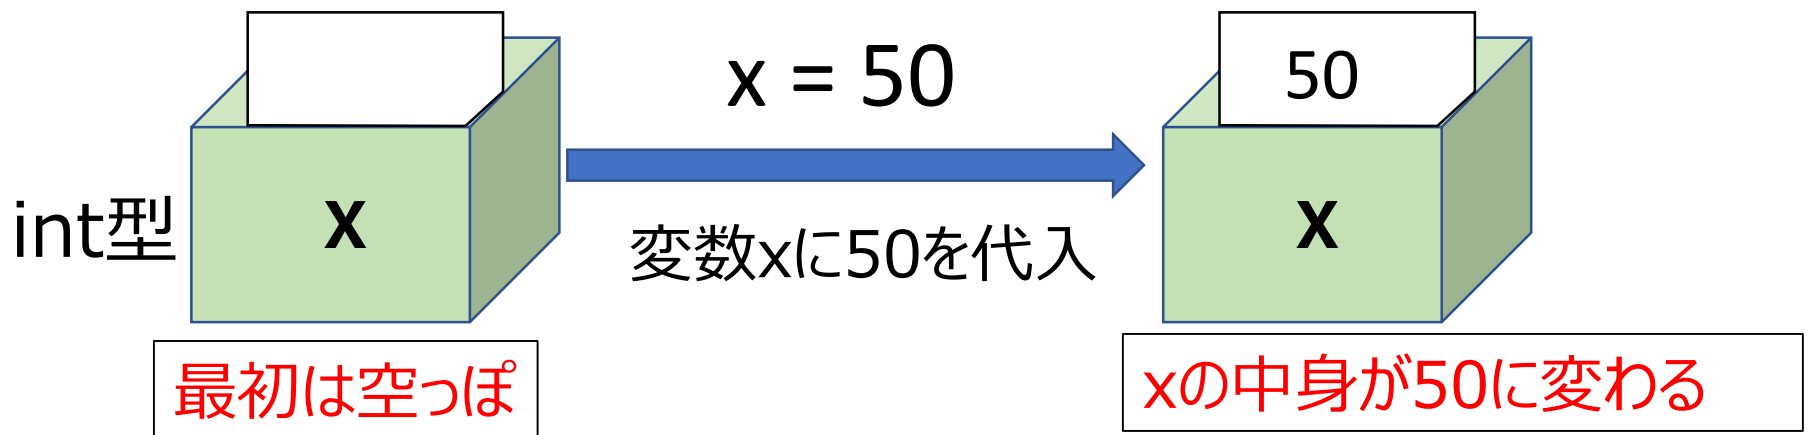 x = 50
50
int型
x
x
変数xに50を代入
最初は空っぽ
xの中身が50に変わる